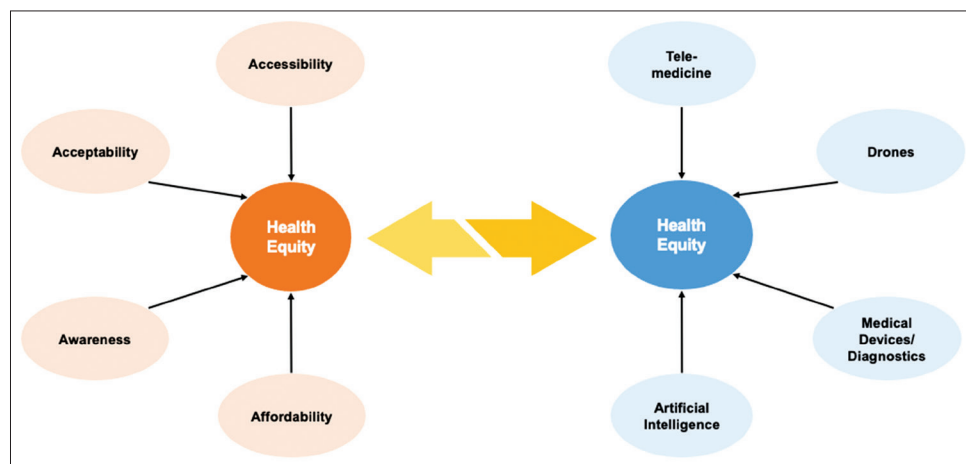 Accessibility
Acceptability
Health
Equity
Awareness
Affordability
Tele-
medicine
Drones
Health
Equity
Medical
Devices/
Diagnostics
Artificial
Intelligence